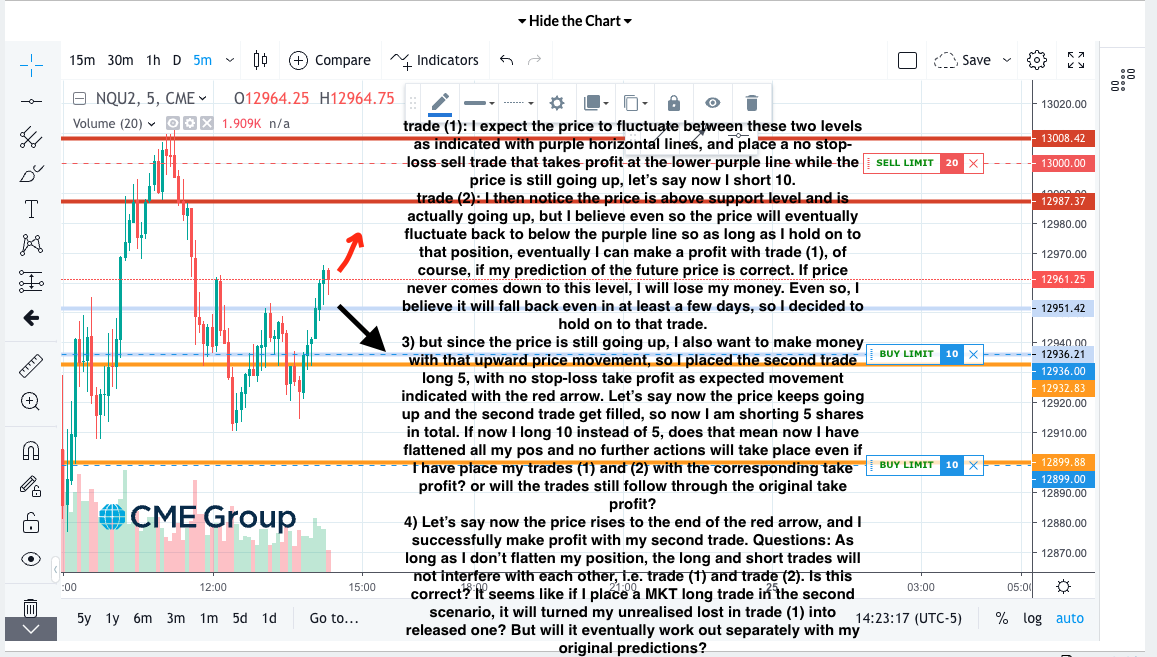 Hide the Chart
15m 30m 1h D 5m Compare Indicators Save
NQU2, 5, CME O12964.25 H12964.75
Volume (20) 1.909K n/a
trade (1): I expect the price to fluctuate between these two levels
as indicated with purple horizontal lines, and place a no stop-
loss sell trade that takes profit at the lower purple line while the
price is still going up, let's say now I short 10.
trade (2): I then notice the price is above support level and is
actually going up, but I believe even so the price will eventually
fluctuate back to below the purple line so as long as I hold on to
that position, eventually I can make a profit with trade (1), of
course, if my prediction of the future price is correct. If price
never comes down to this level, I will lose my money. Even so, I
believe it will fall back even in at least a few days, so I decided to
hold on to that trade.
3) but since the price is still going up, I also want to make money
with that upward price movement, so I placed the second trade
long 5, with no stop-loss take profit as expected movement
indicated with the red arrow. Let's say now the price keeps going
up and the second trade get filled, so now I am shorting 5 shares
in total. If now I long 10 instead of 5, does that mean now I have
flattened all my pos and no further actions will take place even if
I have place my trades (1) and (2) with the corresponding take
profit? or will the trades still follow through the original take
profit?
4) Let's say now the price rises to the end of the red arrow, and I
successfully make profit with my second trade. Questions: As
long as I don't flatten my position, the long and short trades will
not interfere with each other, i.e. trade (1) and trade (2). Is this
correct? It seems like if I place a MKT long trade in the second
scenario, it will turned my unrealised lost in trade (1) into
released one? But will it eventually work out separately with my
original predictions?
SELL LIMIT 20
BUY LIMIT 10
BUY LIMIT 10
13020.00
13008.42
13000.00
12987.37
12980.00
12970.00
12961.25
12951.42
12940.00
12936.21
12936.00
12932.83
12920.00
12910.00
12899.88
12899.00
12890.00
12880.00
12870.00
CME Group
:00 12:00 15:00 18:00 21:00 25 03:00 05:00
5y 1y 6m 3m 1m 5d 1d Go to... 14:23:17 (UTC-5) % log auto